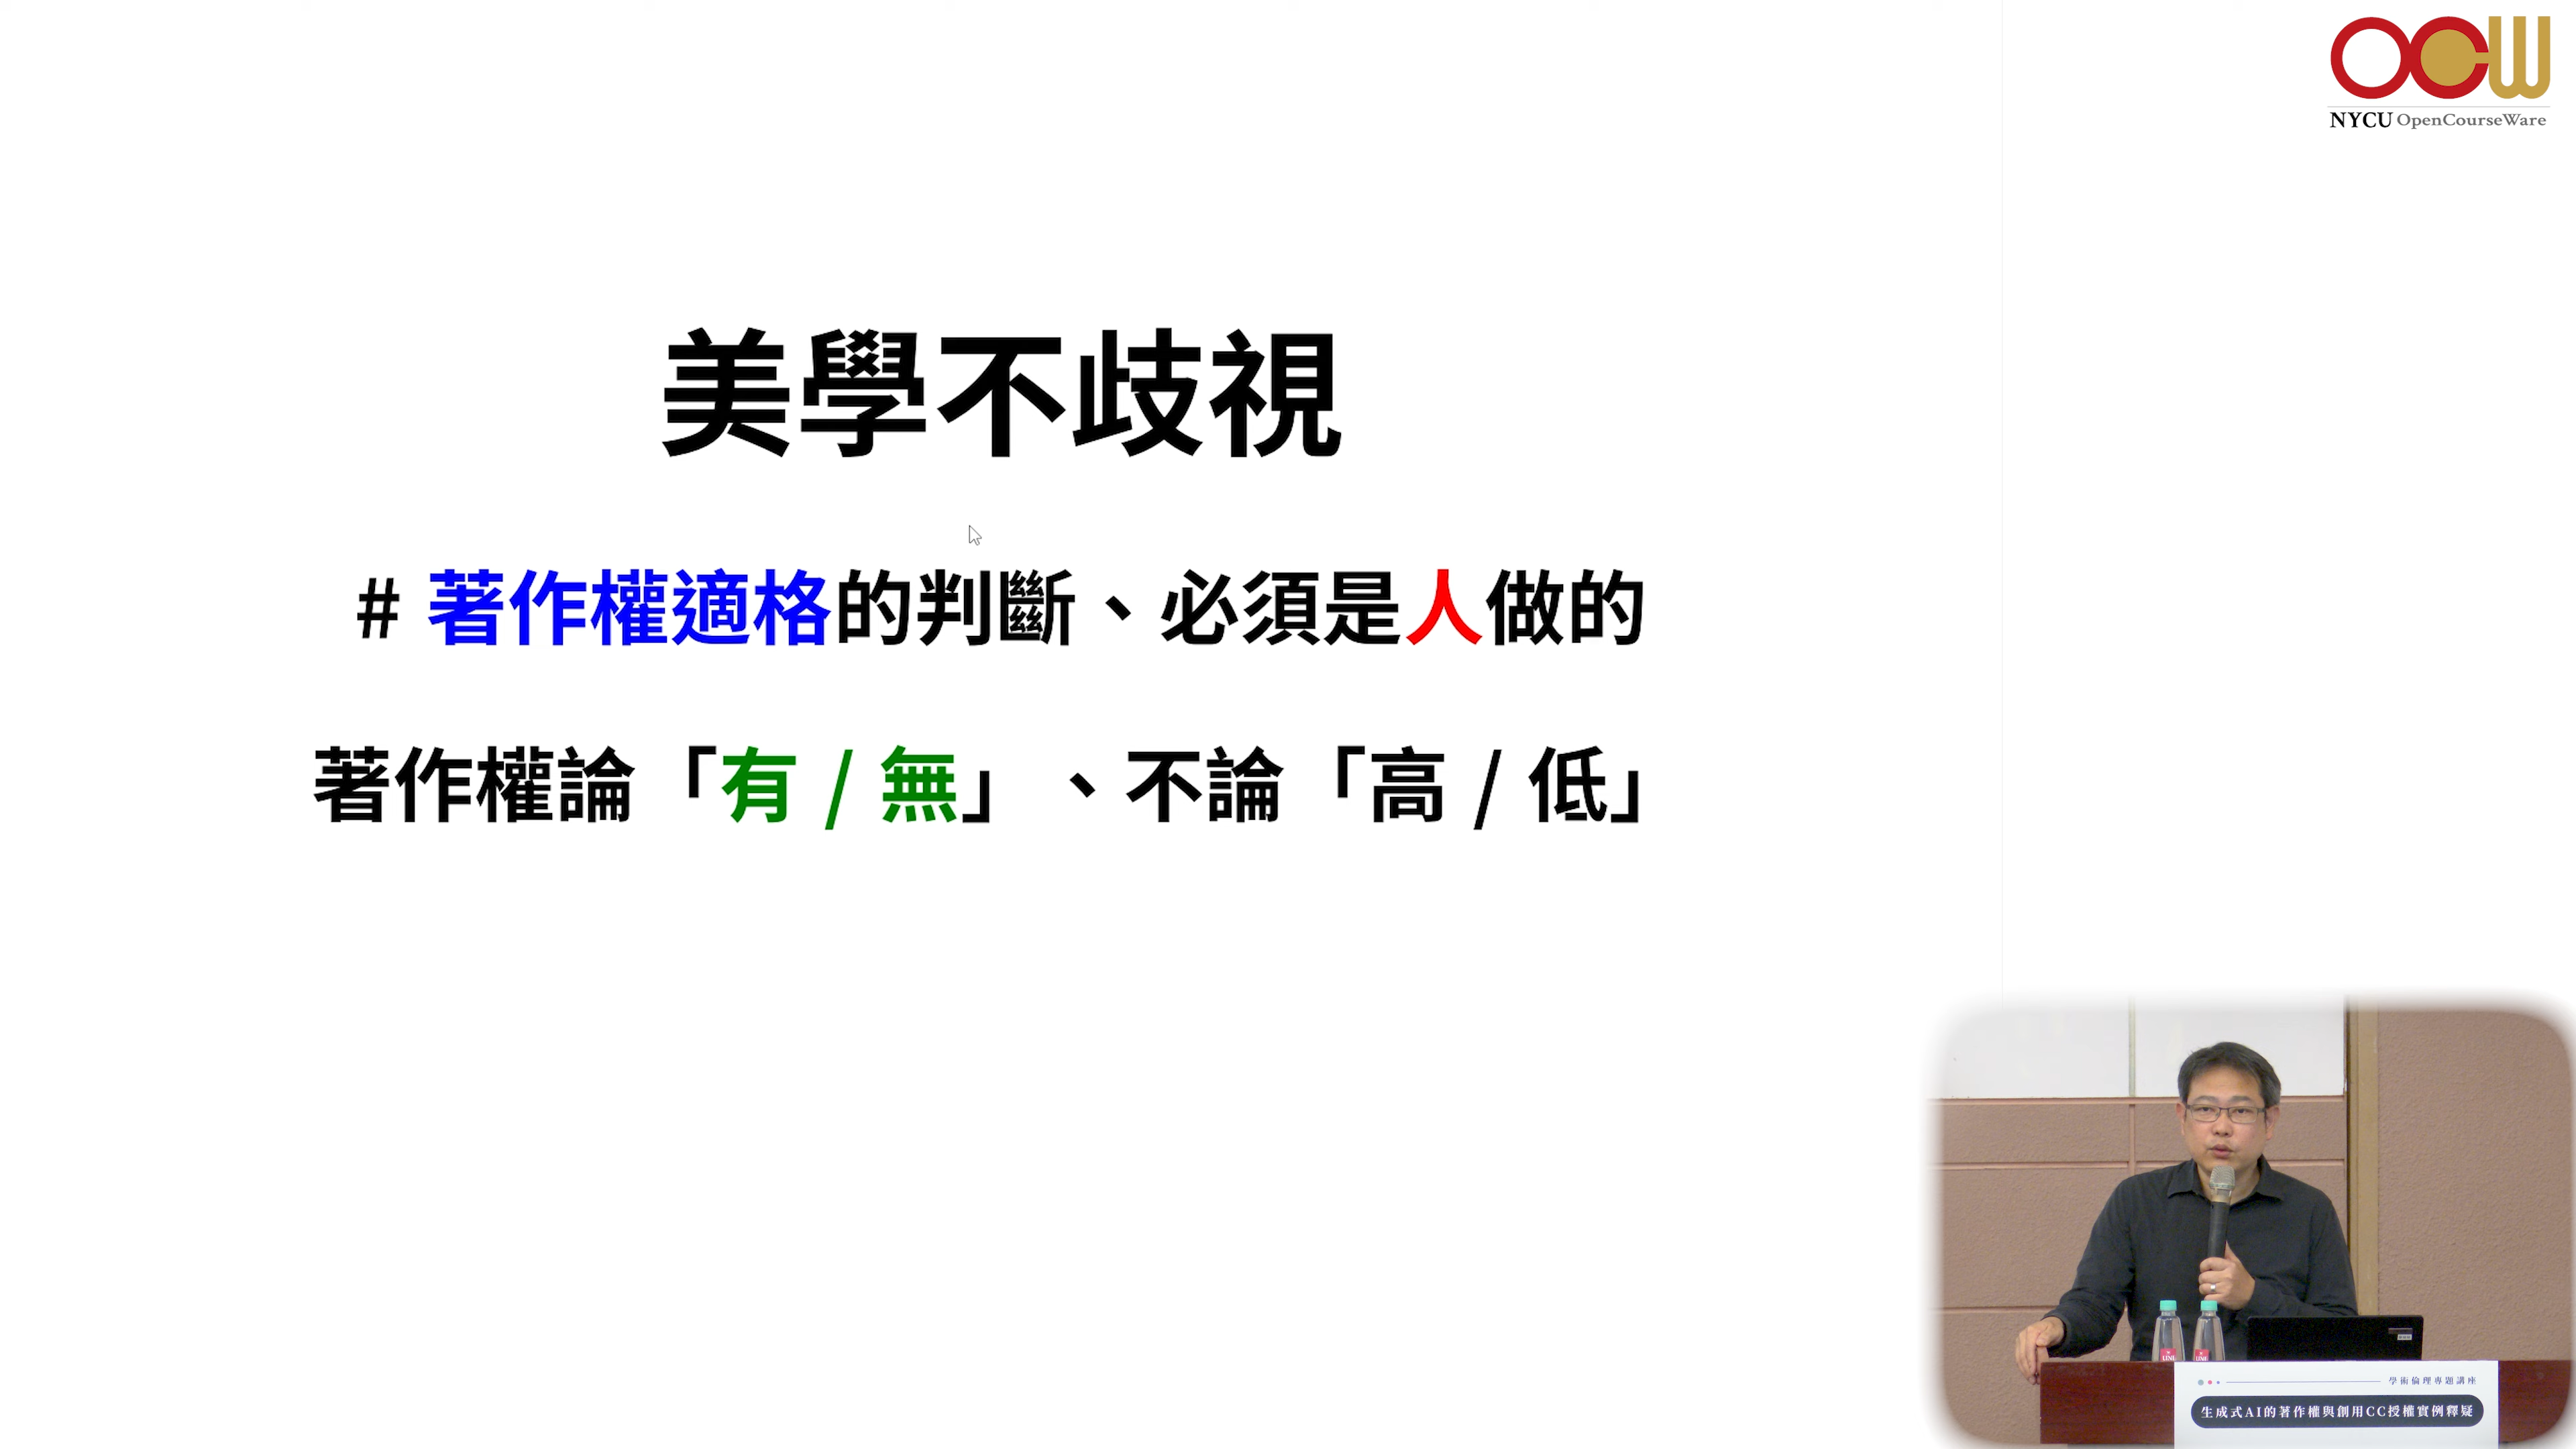 OCW
NYCU OpenCourseWare
美學不歧視
# 著作權適格的判斷、必須是人做的
著作權論「有 / 無」、不論「高 / 低」
學術倫理專題講座
生成式AI的著作權與創用CC授權實例釋疑